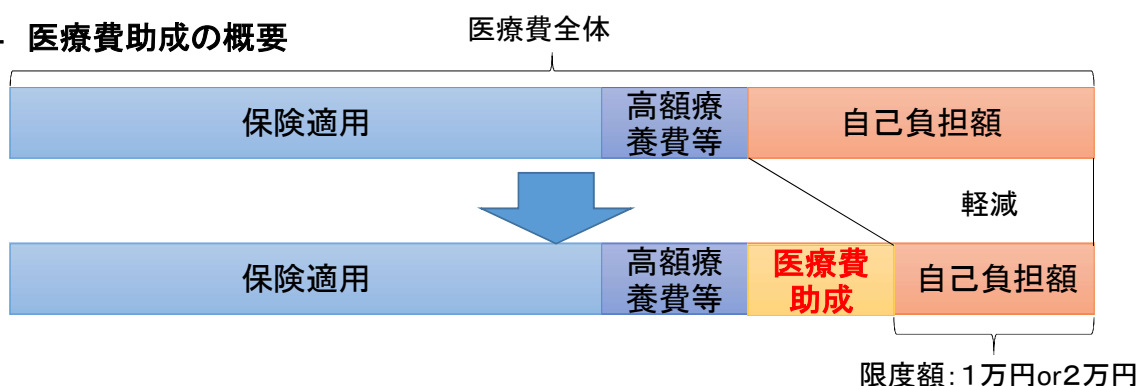 医療費助成の概要
医療費全体
保険適用
高額療
養費等
自己負担額
軽減
保険適用
高額療
養費等
医療費
助成
自己負担額
限度額：1万円or2万円